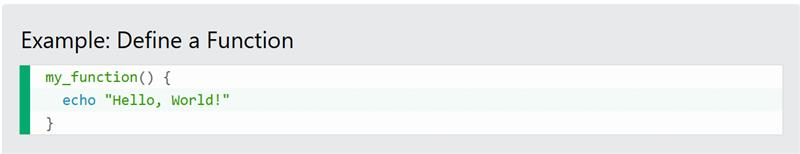 Example: Define a Function
my_function() {
  echo "Hello, World!"
}